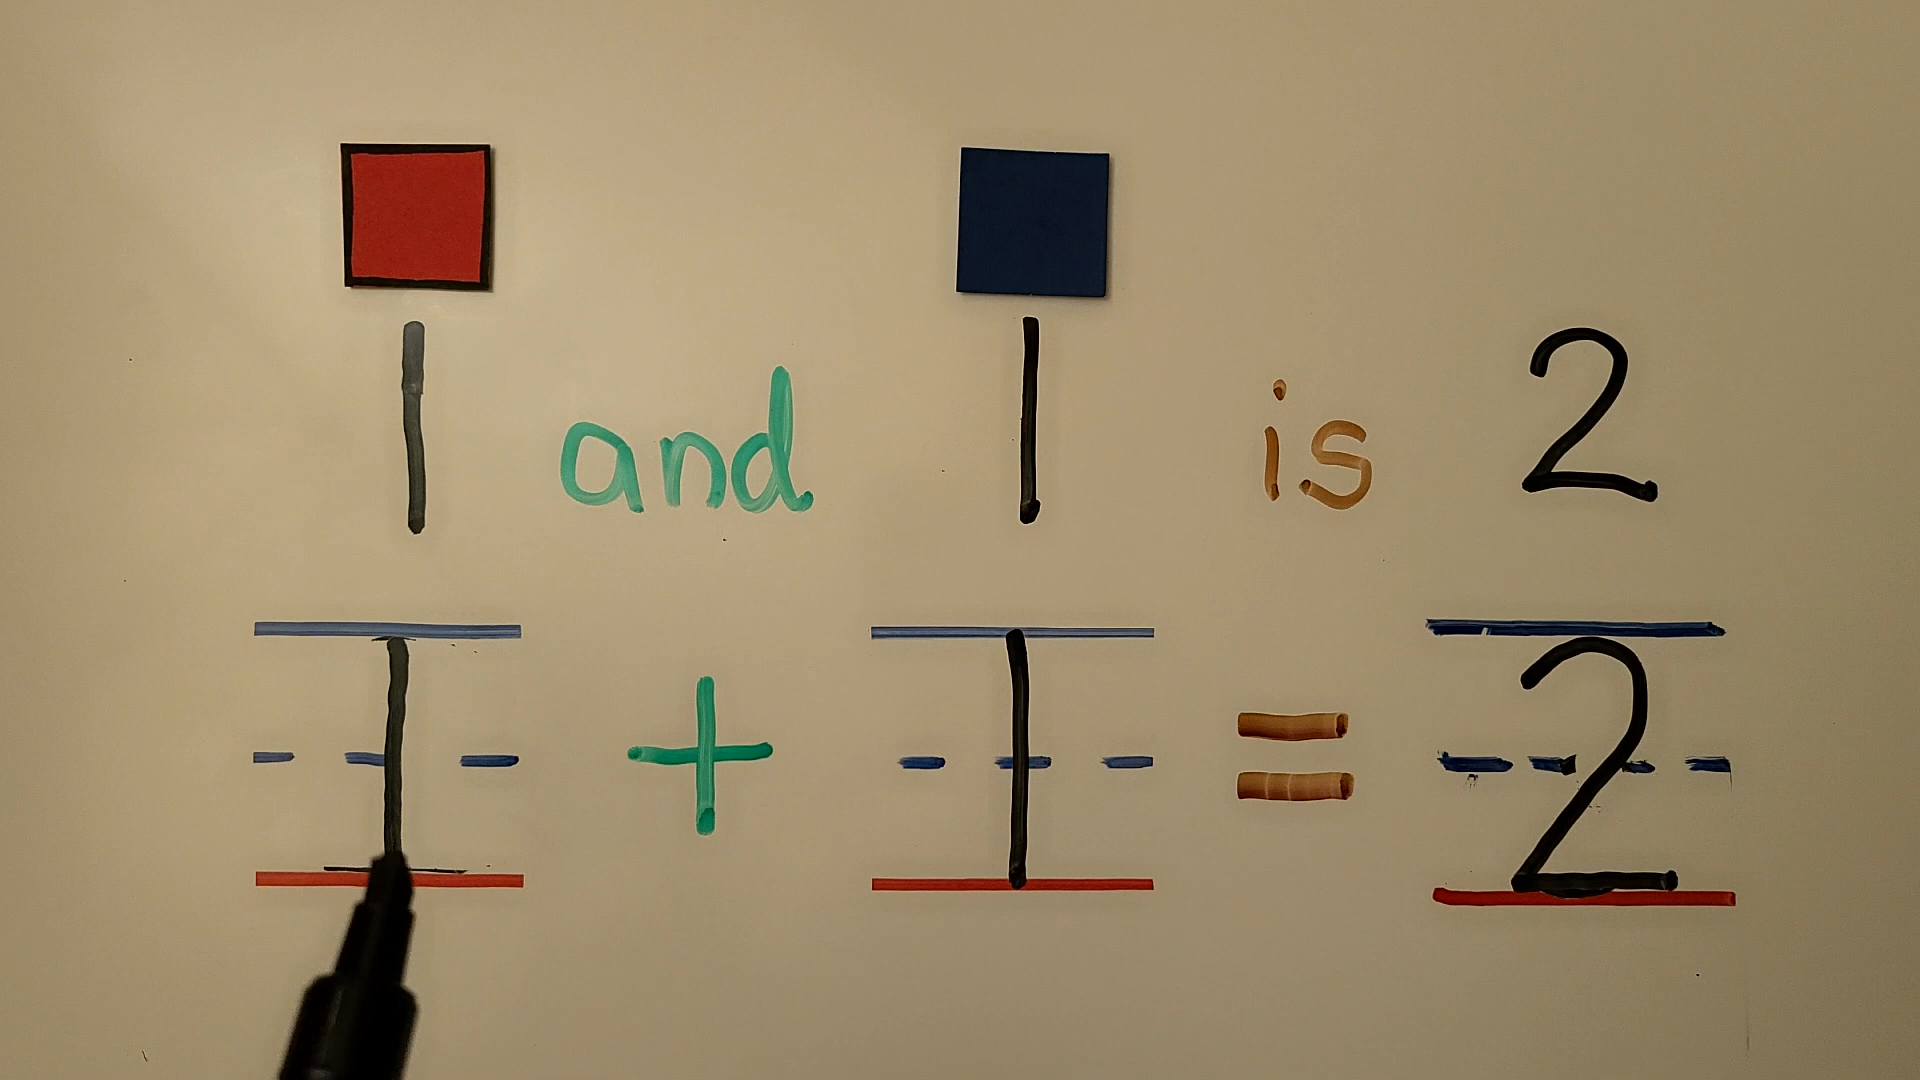 1 and 1 is 2
1 + 1 = 2